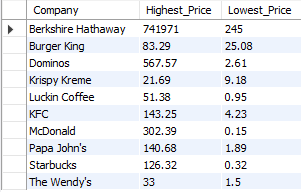 Company Highest_Price Lowest_Price
Berkshire Hathaway 741971 245
Burger King 83.29 25.08
Dominos 567.57 2.61
Krispy Kreme 21.69 9.18
Luckin Coffee 51.38 0.95
KFC 143.25 4.23
McDonald 302.39 0.15
Papa John's 140.68 1.89
Starbucks 126.32 0.32
The Wendy's 33 1.5